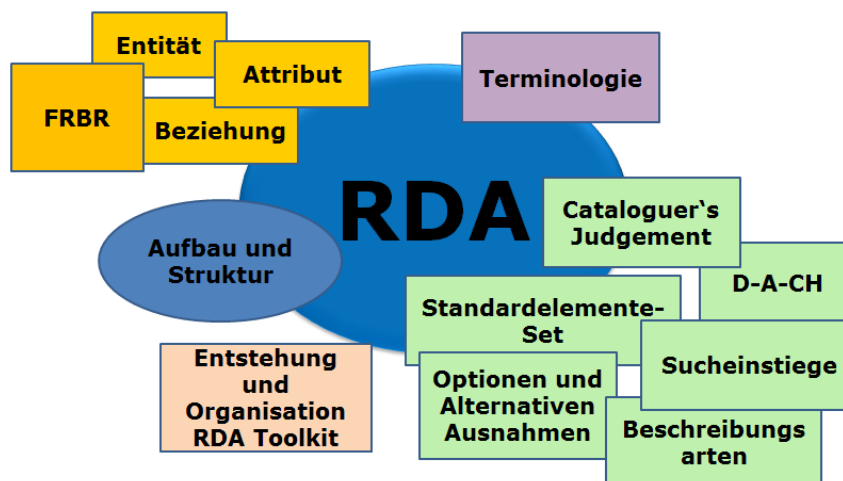 Entität
Attribut
FRBR
Beziehung
Terminologie
RDA
Cataluguer‘s
Judgement
Aufbau und
Struktur
D-A-CH
Standardelemente-
Set
Sucheinstiege
Entstehung
und
Organisation
RDA Toolkit
Optionen und
Alternativen
Ausnahmen
Beschreibungs
arten